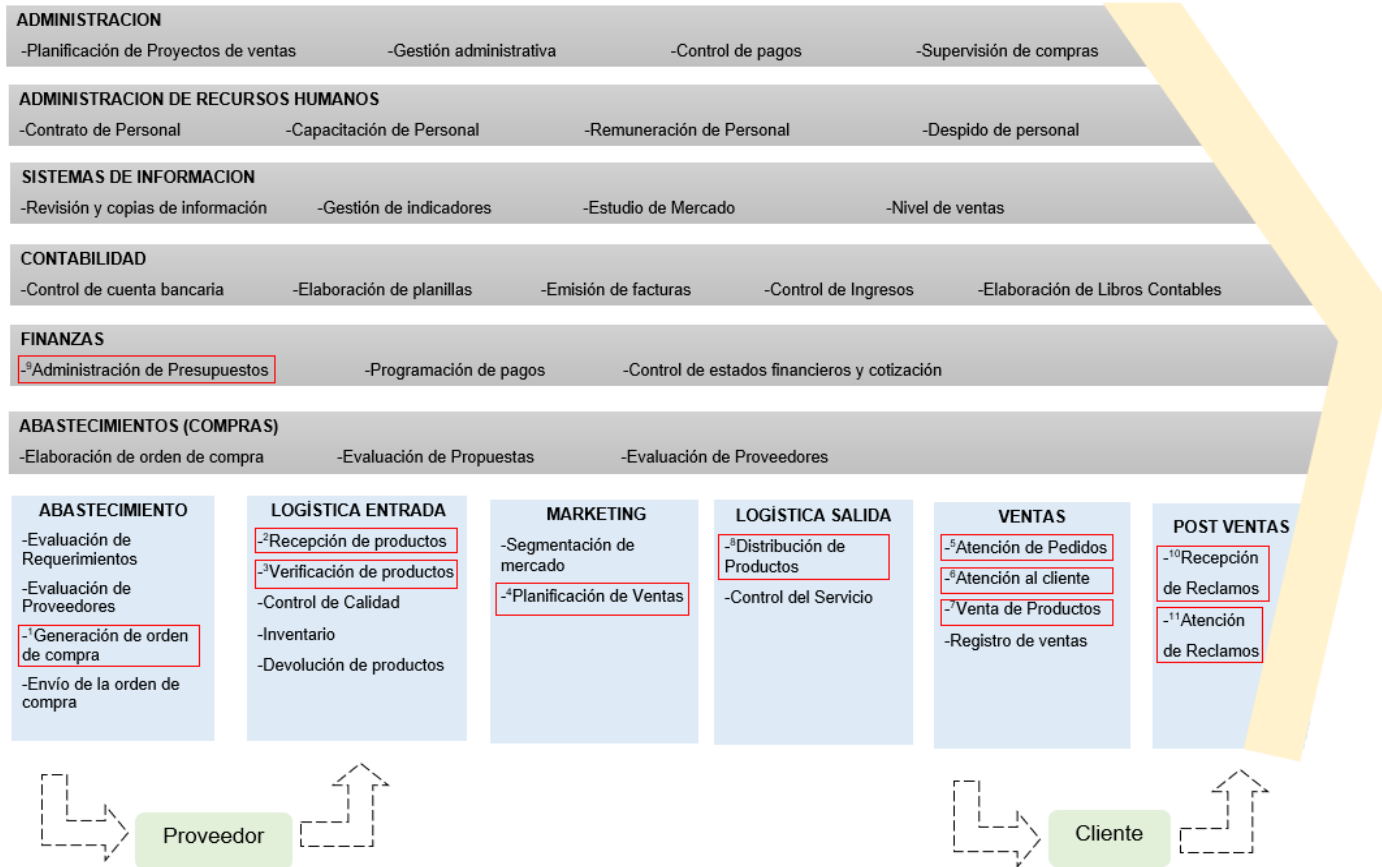 ADMINISTRACION
-Planificación de Proyectos de ventas -Gestión administrativa -Control de pagos -Supervisión de compras
ADMINISTRACION DE RECURSOS HUMANOS
-Contrato de Personal -Capacitación de Personal -Remuneración de Personal -Despido de personal
SISTEMAS DE INFORMACION
-Revisión y copias de información -Gestión de indicadores -Estudio de Mercado -Nivel de ventas
CONTABILIDAD
-Control de cuenta bancaria -Elaboración de planillas -Emisión de facturas -Control de Ingresos -Elaboración de Libros Contables
FINANZAS
-⁹Administración de Presupuestos -Programación de pagos -Control de estados financieros y cotización
ABASTECIMIENTOS (COMPRAS)
-Elaboración de orden de compra -Evaluación de Propuestas -Evaluación de Proveedores
ABASTECIMIENTO
-Evaluación de
Requerimientos
-Evaluación de
Proveedores
-¹Generación de orden
de compra
-Envío de la orden de
compra
LOGÍSTICA ENTRADA
-²Recepción de productos
-³Verificación de productos
-Control de Calidad
-Inventario
-Devolución de productos
MARKETING
-Segmentación de
mercado
-⁴Planificación de Ventas
LOGÍSTICA SALIDA
-⁸Distribución de
Productos
-Control del Servicio
VENTAS
-⁵Atención de Pedidos
-⁶Atención al cliente
-⁷Venta de Productos
-Registro de ventas
POST VENTAS
-¹⁰Recepción
de Reclamos
-¹¹Atención
de Reclamos
Proveedor
Cliente